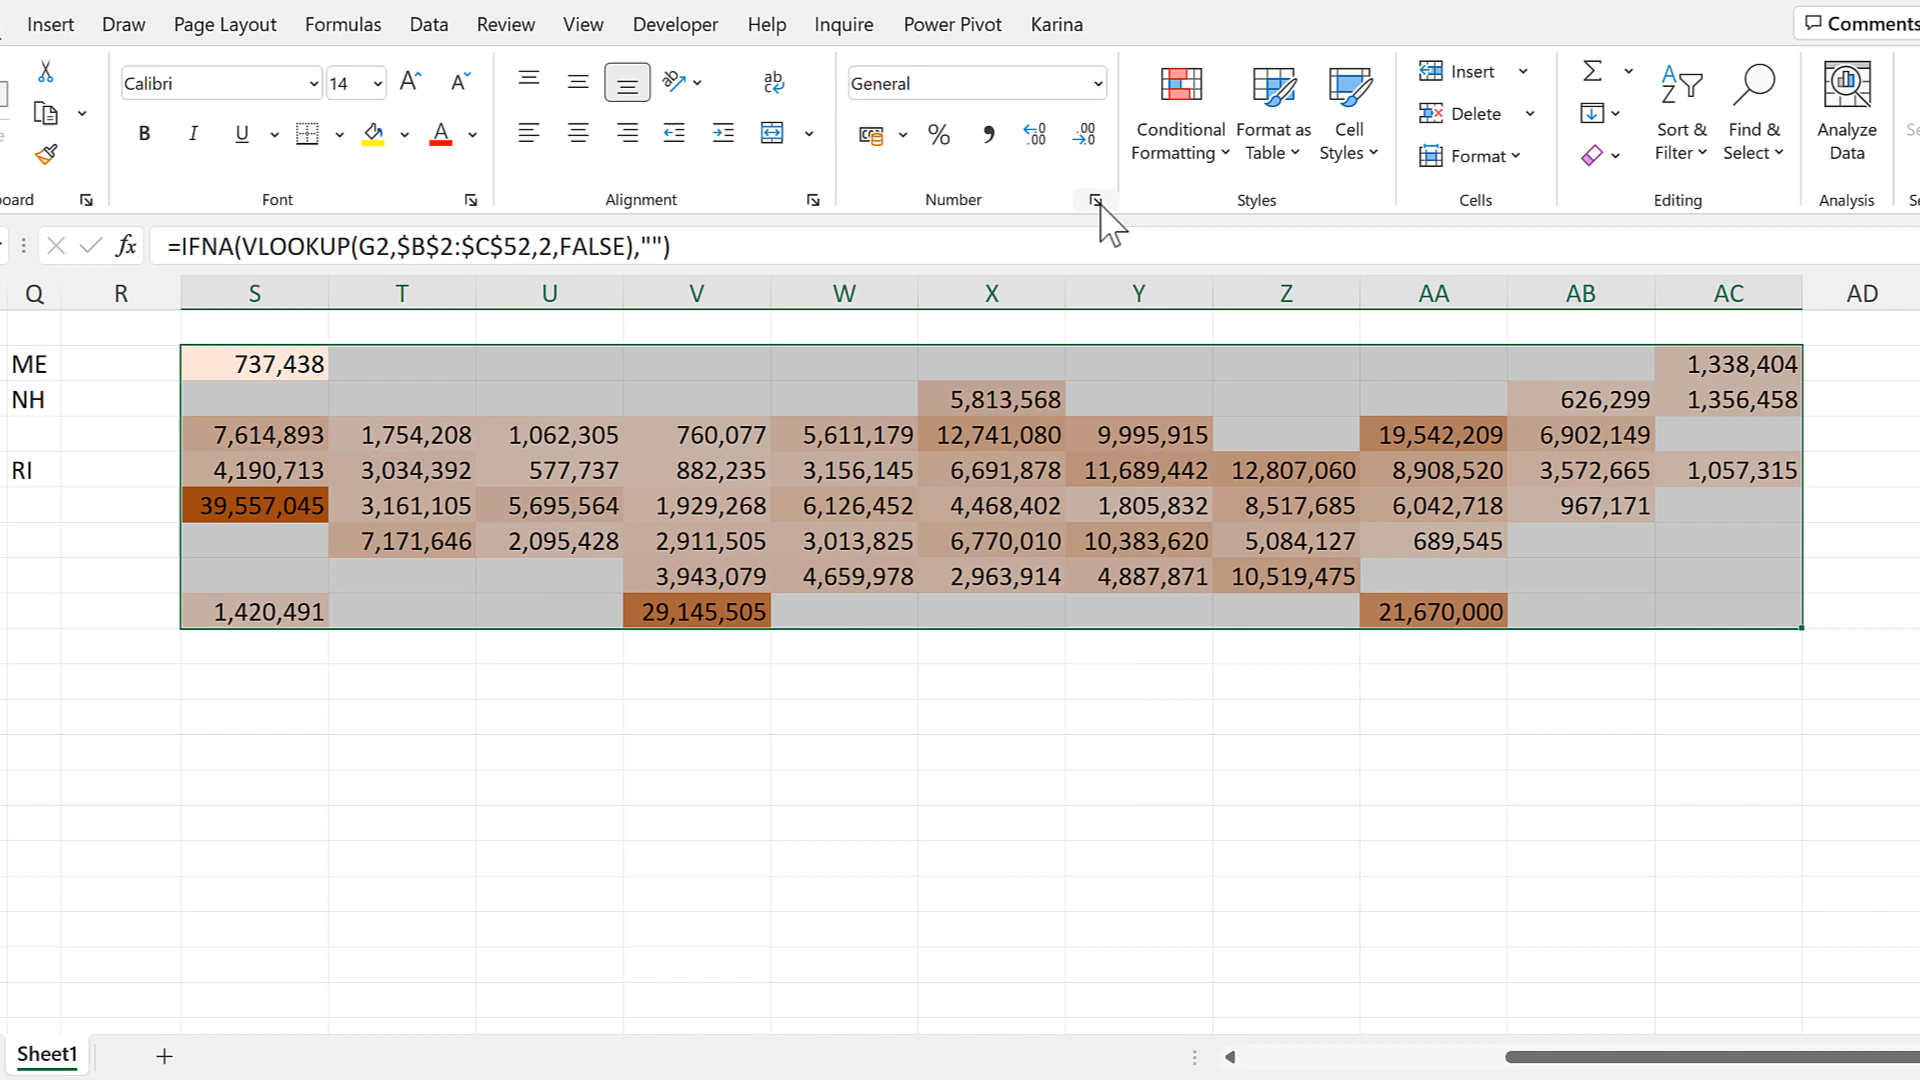 Insert Draw Page Layout Formulas Data Review View Developer Help Inquire Power Pivot Karina Comments
Calibri 14 General Insert
Conditional Formatting Format as Table Cell Styles Delete Sort & Filter Find & Select Analyze Data
B I U A % Format
oard Font Alignment Number Styles Cells Editing Analysis
fx =IFNA(VLOOKUP(G2,$B$2:$C$52,2,FALSE),"")
Q R S T U V W X Y Z AA AB AC AD
ME 737,438 1,338,404
NH 5,813,568 626,299 1,356,458
7,614,893 1,754,208 1,062,305 760,077 5,611,179 12,741,080 9,995,915 19,542,209 6,902,149
RI 4,190,713 3,034,392 577,737 882,235 3,156,145 6,691,878 11,689,442 12,807,060 8,908,520 3,572,665 1,057,315
39,557,045 3,161,105 5,695,564 1,929,268 6,126,452 4,468,402 1,805,832 8,517,685 6,042,718 967,171
7,171,646 2,095,428 2,911,505 3,013,825 6,770,010 10,383,620 5,084,127 689,545
3,943,079 4,659,978 2,963,914 4,887,871 10,519,475
1,420,491 29,145,505 21,670,000
Sheet1